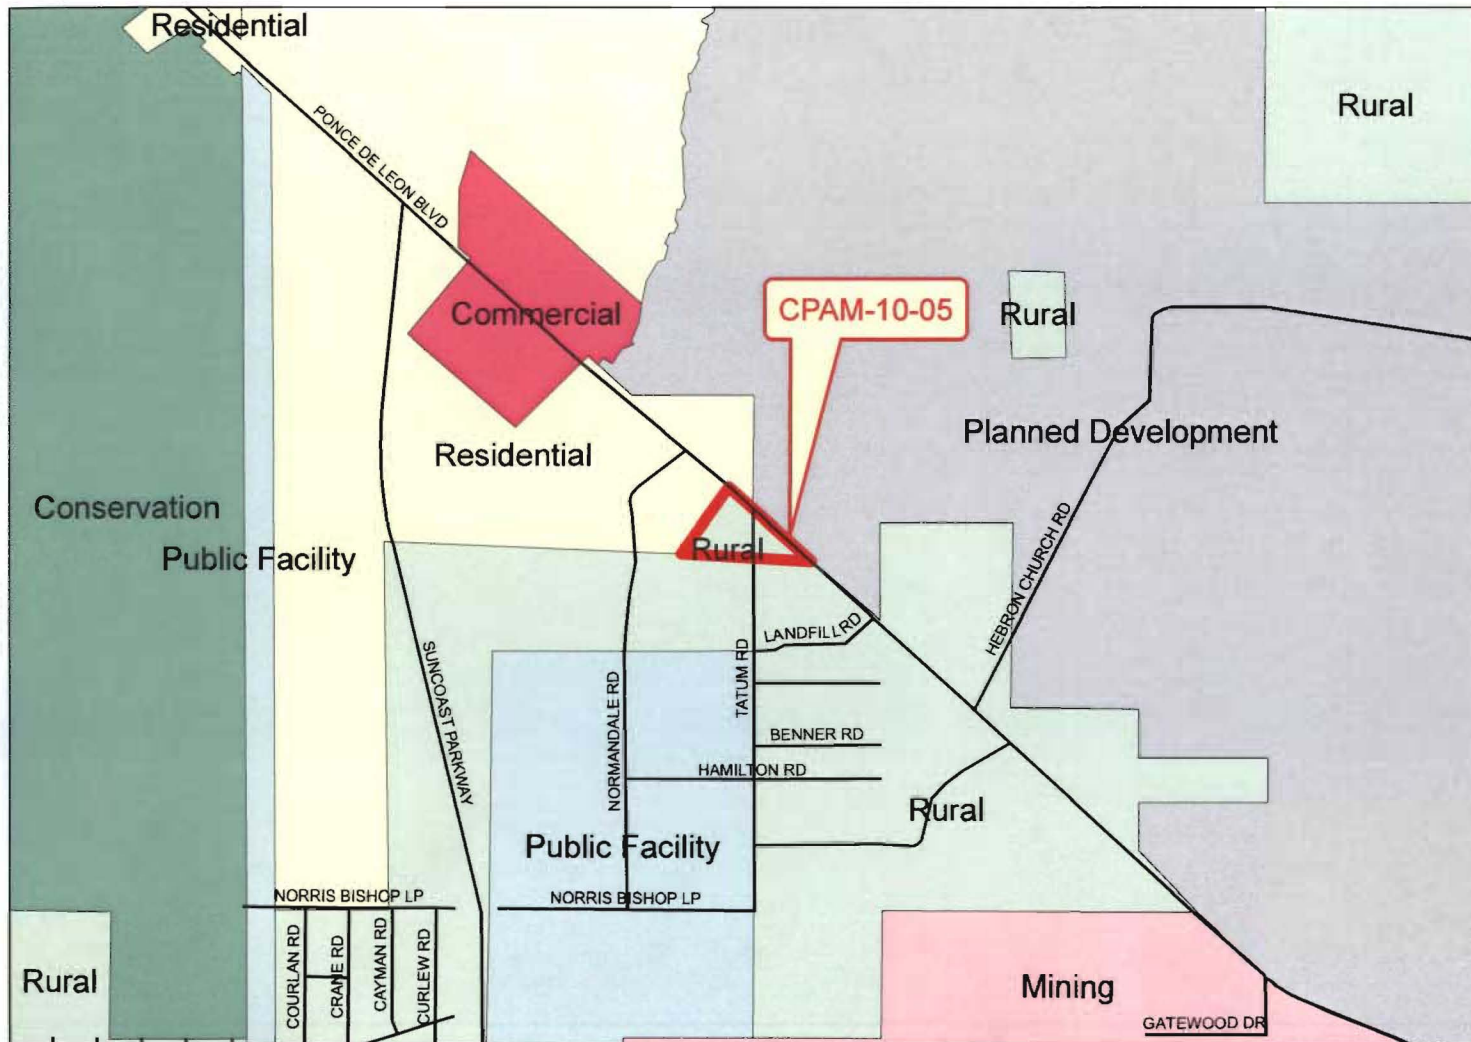 Residential
PONCE DE LEON BLVD
Rural
Commercial
CPAM-10-05
Rural
Planned Development
Residential
Conservation
Public Facility
Rural
HEBRON CHURCH RD
LANDFILL RD
SUNCOAST PARKWAY
NORMANDALE RD
TATUM RD
BENNER RD
HAMILTON RD
Rural
Public Facility
NORRIS BISHOP LP
NORRIS BISHOP LP
COURLAN RD
CRANE RD
CAYMAN RD
CURLEW RD
Rural
Mining
GATEWOOD DR